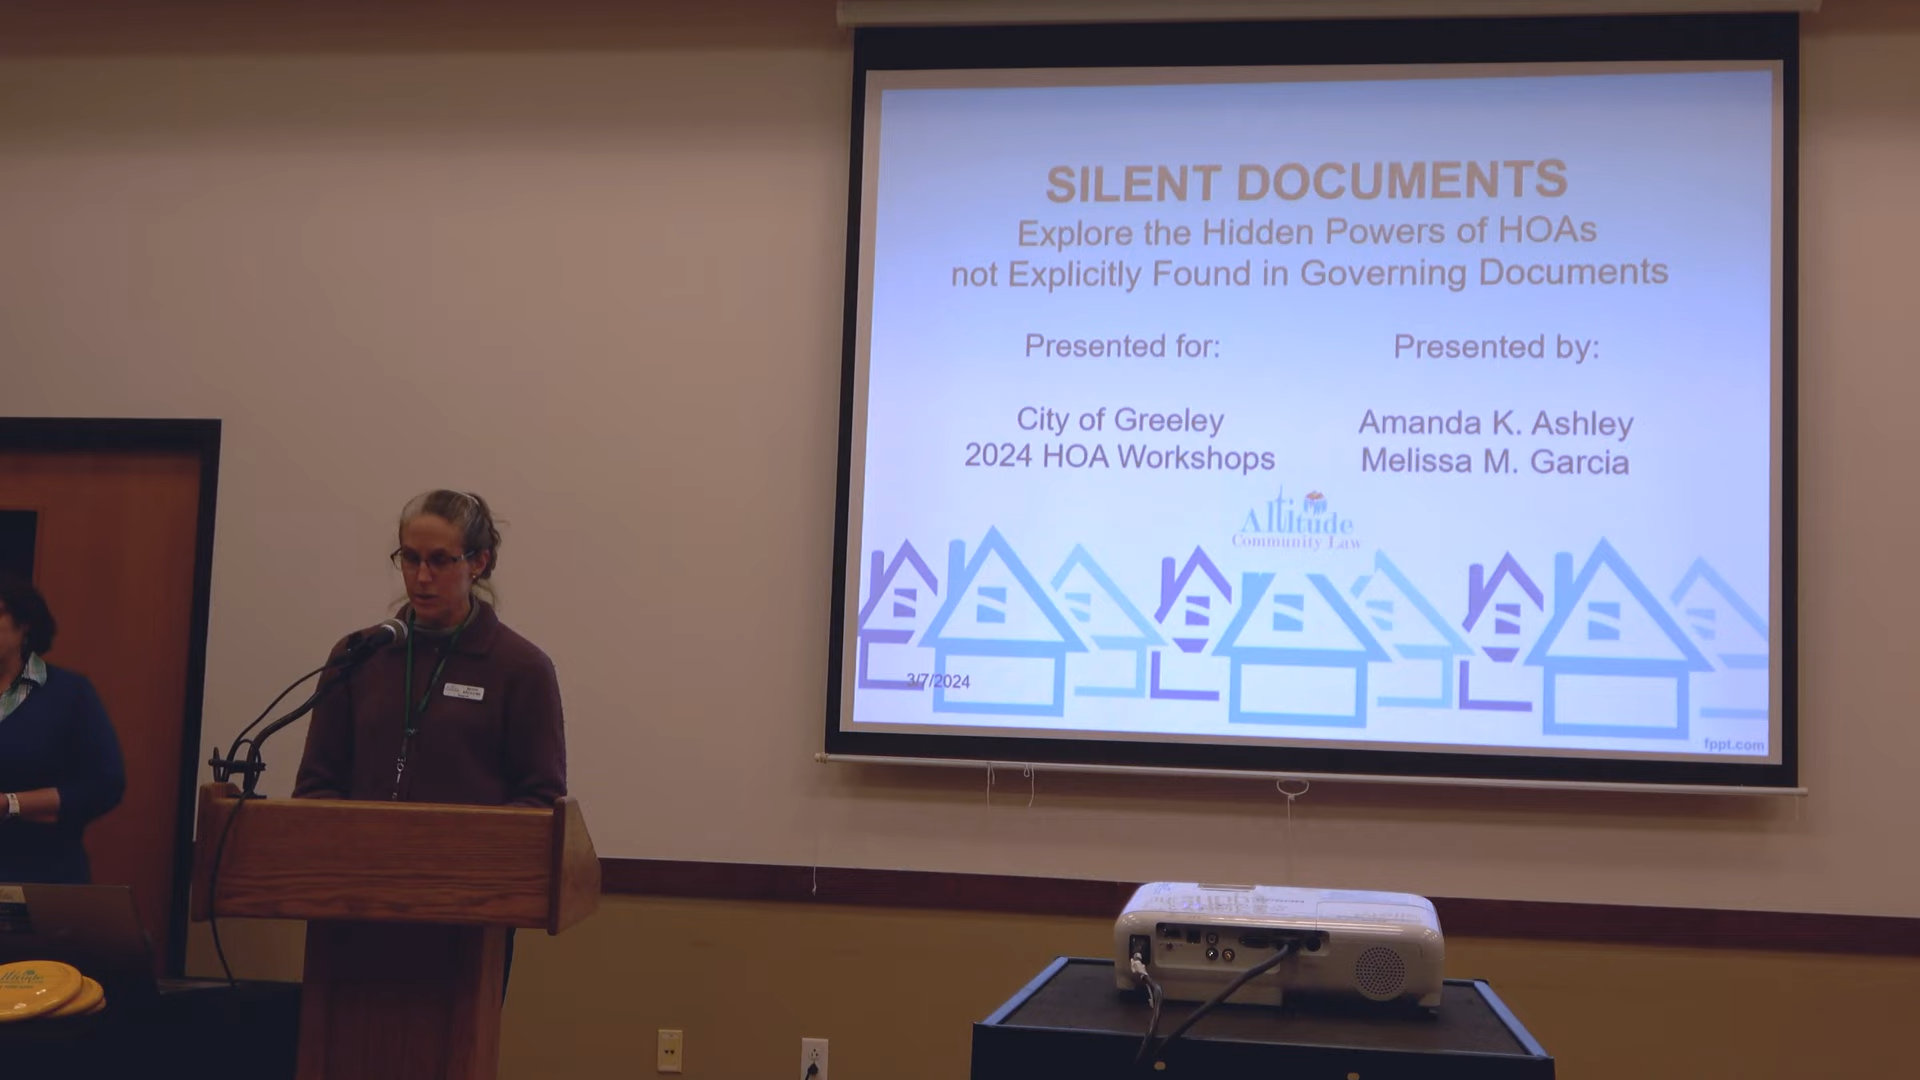 SILENT DOCUMENTS
Explore the Hidden Powers of HOAs
not Explicitly Found in Governing Documents
Presented for:
Presented by:
City of Greeley
2024 HOA Workshops
Amanda K. Ashley
Melissa M. Garcia
Altitude
Community Law
3/7/2024
fppt.com